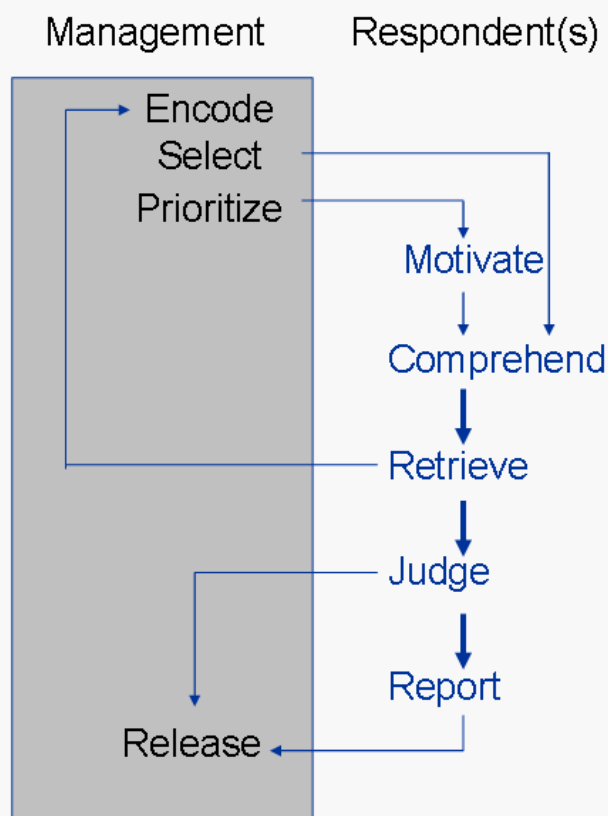 Management
Respondent(s)
Encode
Select
Prioritize
Motivate
Comprehend
Retrieve
Judge
Report
Release